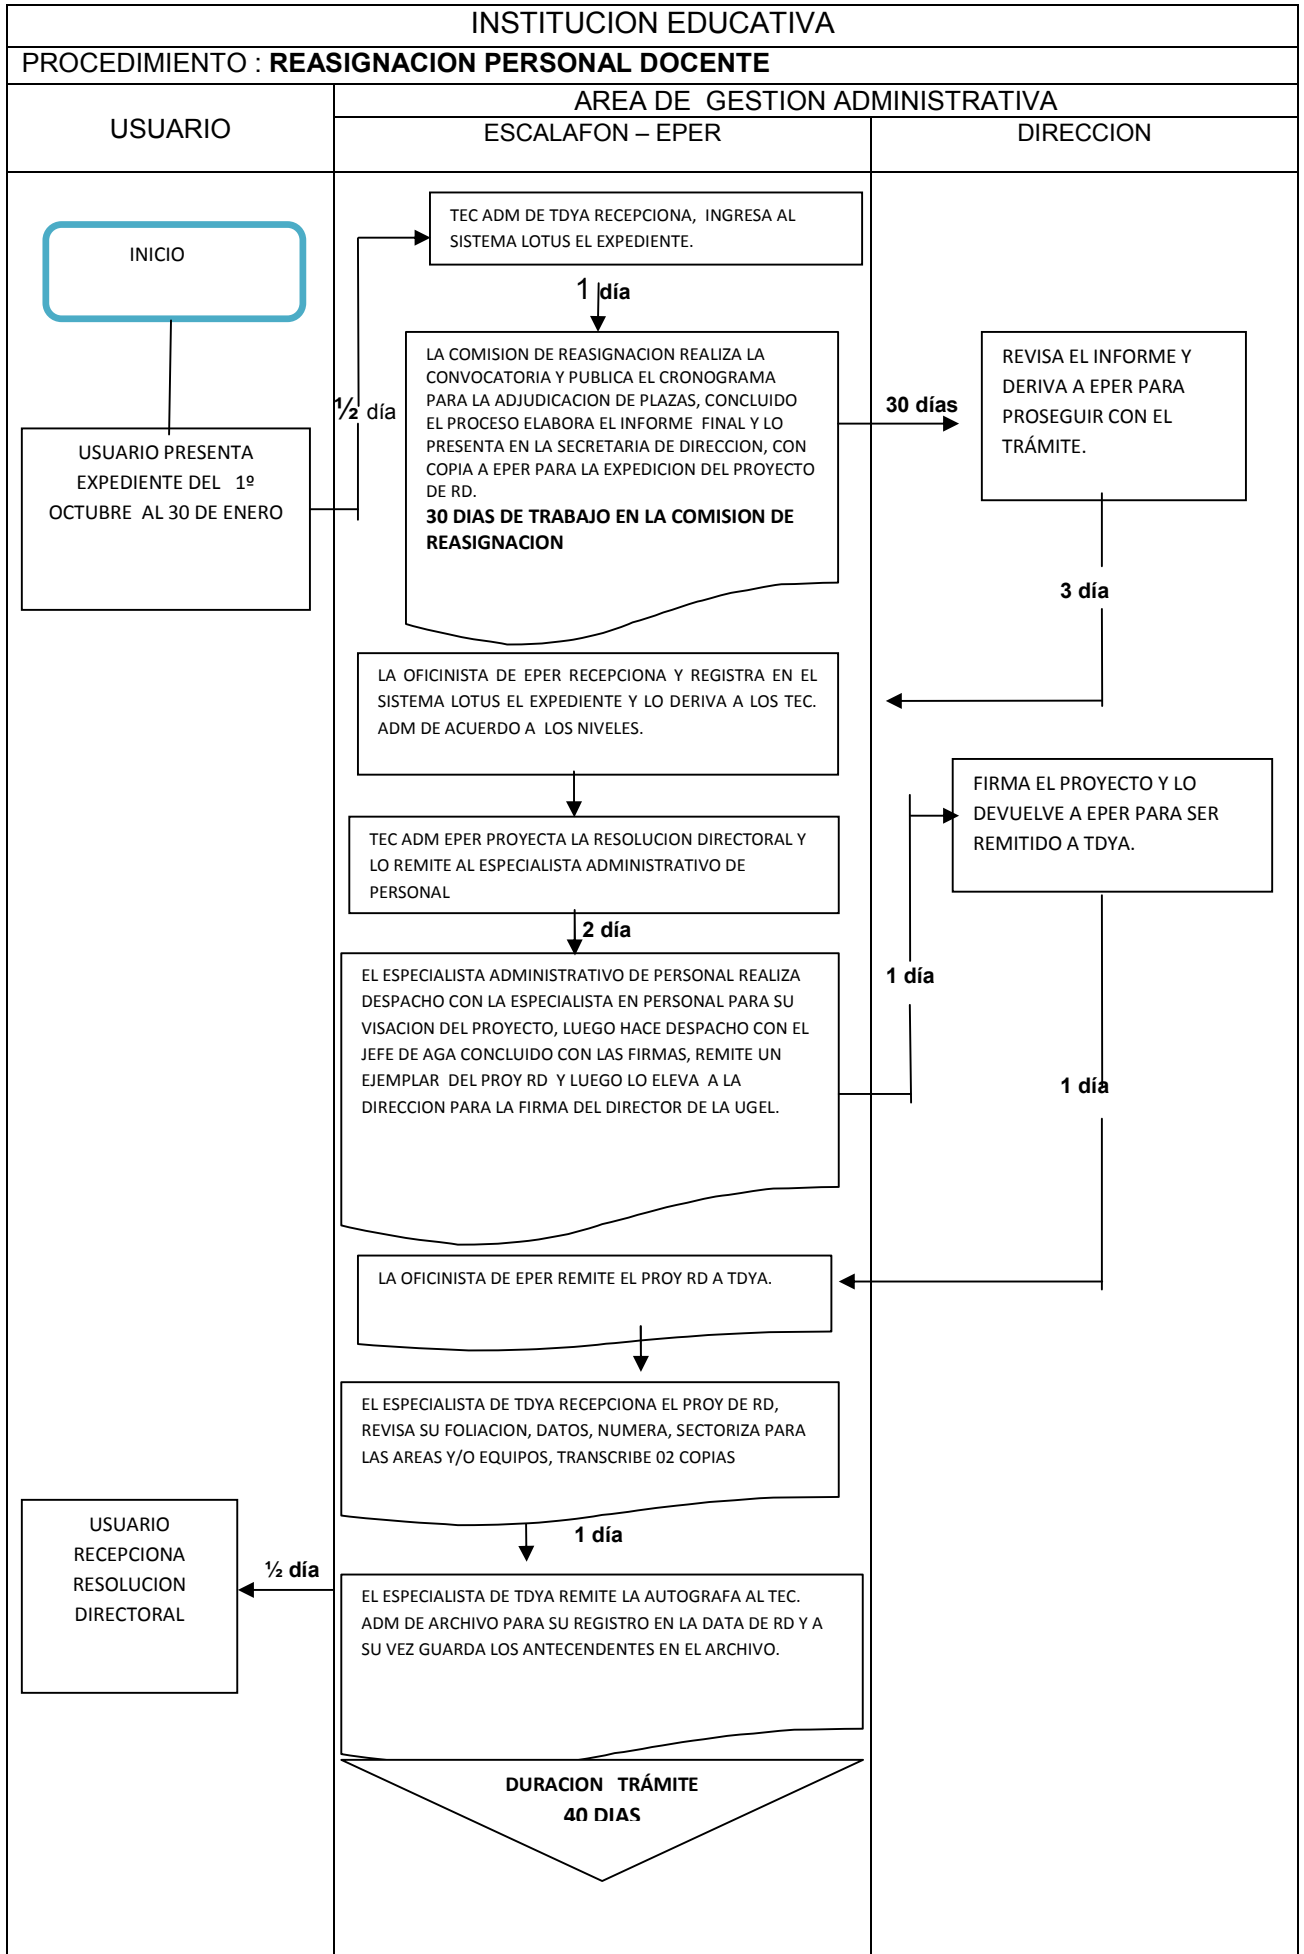 INSTITUCION EDUCATIVA
PROCEDIMIENTO : REASIGNACION PERSONAL DOCENTE
USUARIO
AREA DE  GESTION ADMINISTRATIVA
ESCALAFON – EPER
DIRECCION
INICIO
TEC ADM DE TDYA RECEPCIONA,  INGRESA AL
SISTEMA LOTUS EL EXPEDIENTE.
1 día
½ día
USUARIO PRESENTA
EXPEDIENTE DEL   1º
OCTUBRE  AL 30 DE ENERO
LA COMISION DE REASIGNACION REALIZA LA
CONVOCATORIA Y PUBLICA EL CRONOGRAMA
PARA LA ADJUDICACION DE PLAZAS, CONCLUIDO
EL PROCESO ELABORA EL INFORME  FINAL Y LO
PRESENTA EN LA SECRETARIA DE DIRECCION, CON
COPIA A EPER PARA LA EXPEDICION DEL PROYECTO
DE RD.
30 DIAS DE TRABAJO EN LA COMISION DE
REASIGNACION
30 días
REVISA EL INFORME Y
DERIVA A EPER PARA
PROSEGUIR CON EL
TRÁMITE.
3 día
LA OFICINISTA DE EPER RECEPCIONA Y REGISTRA EN EL
SISTEMA LOTUS EL EXPEDIENTE Y LO DERIVA A LOS TEC.
ADM DE ACUERDO A  LOS NIVELES.
FIRMA EL PROYECTO Y LO
DEVUELVE A EPER PARA SER
REMITIDO A TDYA.
TEC ADM EPER PROYECTA LA RESOLUCION DIRECTORAL Y
LO REMITE AL ESPECIALISTA ADMINISTRATIVO DE
PERSONAL
2 día
EL ESPECIALISTA ADMINISTRATIVO DE PERSONAL REALIZA
DESPACHO CON LA ESPECIALISTA EN PERSONAL PARA SU
VISACION DEL PROYECTO, LUEGO HACE DESPACHO CON EL
JEFE DE AGA CONCLUIDO CON LAS FIRMAS, REMITE UN
EJEMPLAR  DEL PROY RD  Y LUEGO LO ELEVA  A LA
DIRECCION PARA LA FIRMA DEL DIRECTOR DE LA UGEL.
1 día
1 día
LA OFICINISTA DE EPER REMITE EL PROY RD A TDYA.
EL ESPECIALISTA DE TDYA RECEPCIONA EL PROY DE RD,
REVISA SU FOLIACION, DATOS, NUMERA, SECTORIZA PARA
LAS AREAS Y/O EQUIPOS, TRANSCRIBE 02 COPIAS
1 día
USUARIO
RECEPCIONA
RESOLUCION
DIRECTORAL
½ día
EL ESPECIALISTA DE TDYA REMITE LA AUTOGRAFA AL TEC.
ADM DE ARCHIVO PARA SU REGISTRO EN LA DATA DE RD Y A
SU VEZ GUARDA LOS ANTECENDENTES EN EL ARCHIVO.
DURACION   TRÁMITE
40 DIAS